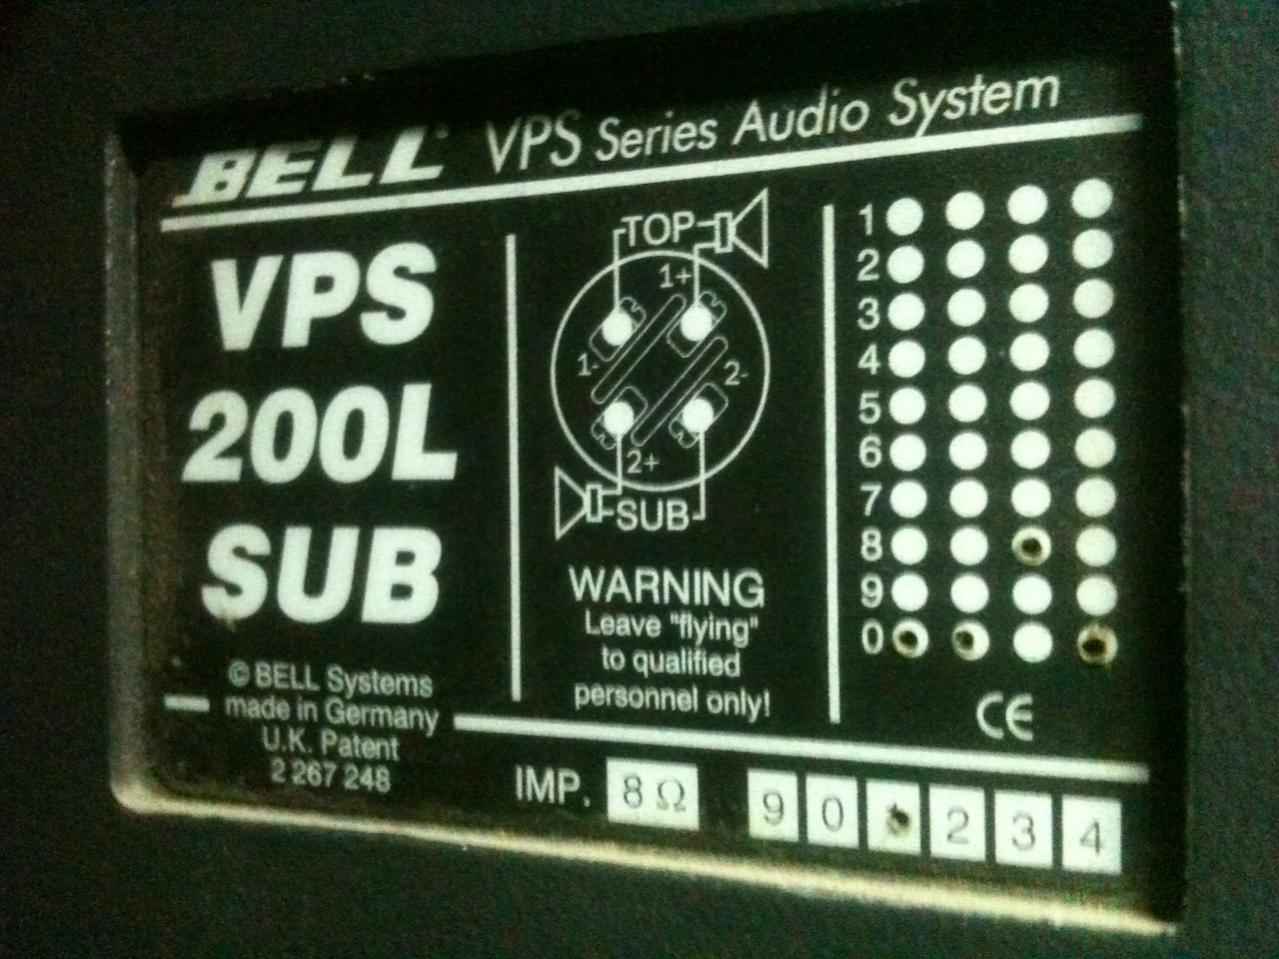 BELL® VPS Series Audio System
VPS
200L
SUB
© BELL Systems
made in Germany
U.K. Patent
2 267 248
TOP
1+
1-
2-
2+
SUB
WARNING
Leave "flying"
to qualified
personnel only!
1
2
3
4
5
6
7
8
9
0
CE
IMP. 8 Ω 9 0 2 3 4